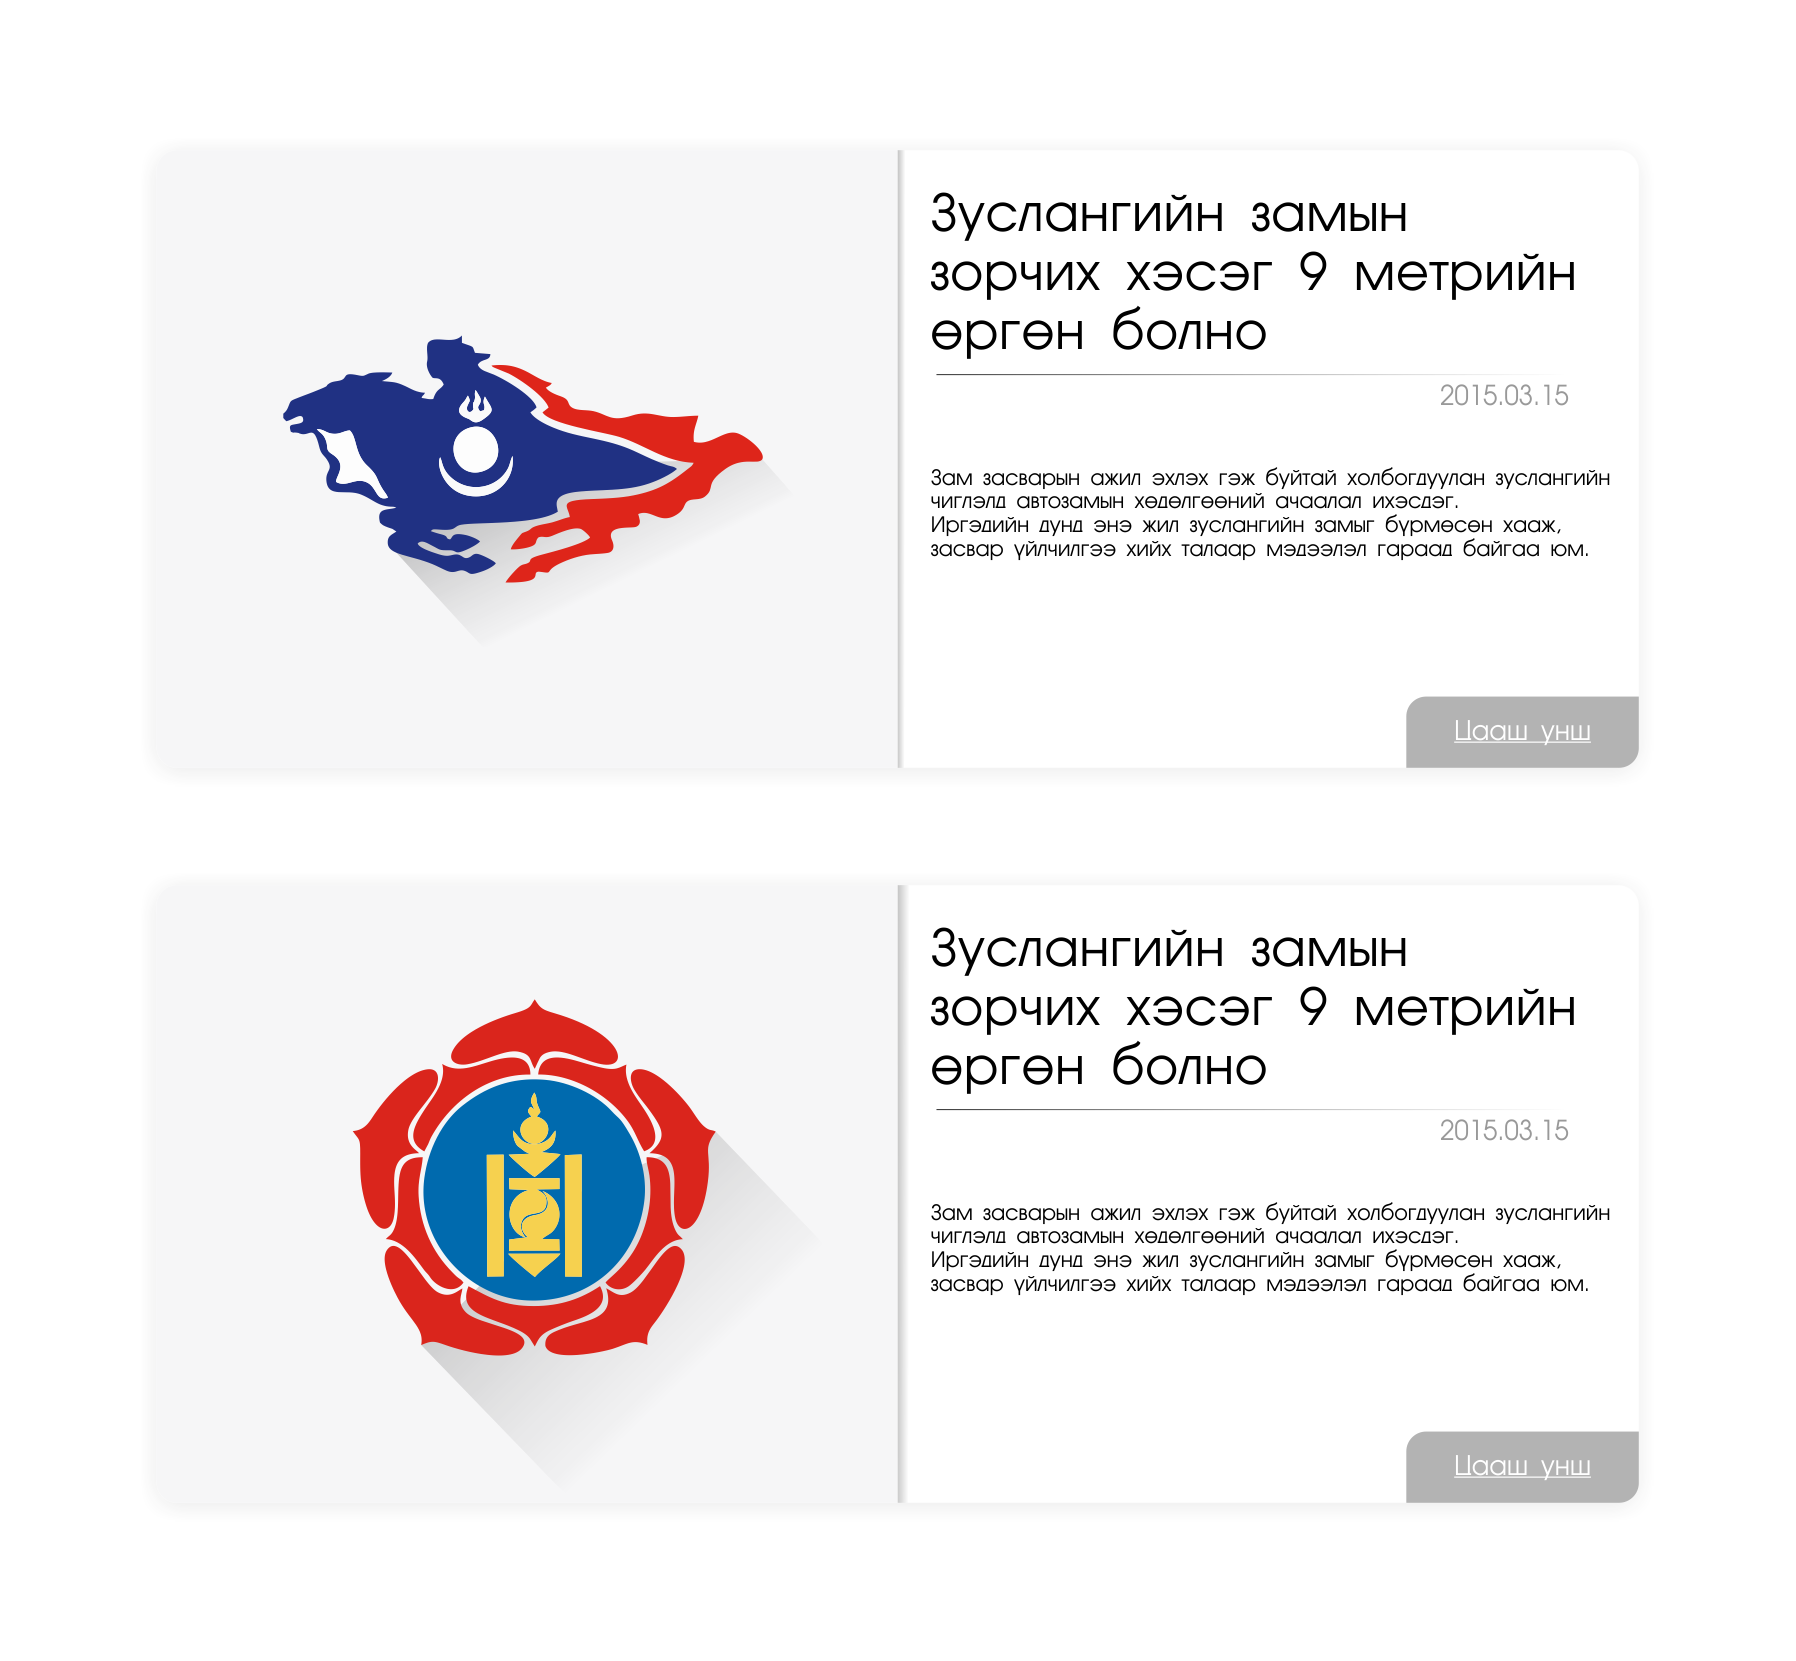 Зуслангийн замын
зорчих хэсэг 9 метрийн
өргөн болно
2015.03.15
Зам засварын ажил эхлэх гэж буйтай холбогдуулан зуслангийн
чиглэлд автозамын хөдөлгөөний ачаалал ихэсдэг.
Иргэдийн дунд энэ жил зуслангийн замыг бүрмөсөн хааж,
засвар үйлчилгээ хийх талаар мэдээлэл гараад байгаа юм.
Цааш унш
Зуслангийн замын
зорчих хэсэг 9 метрийн
өргөн болно
2015.03.15
Зам засварын ажил эхлэх гэж буйтай холбогдуулан зуслангийн
чиглэлд автозамын хөдөлгөөний ачаалал ихэсдэг.
Иргэдийн дунд энэ жил зуслангийн замыг бүрмөсөн хааж,
засвар үйлчилгээ хийх талаар мэдээлэл гараад байгаа юм.
Цааш унш